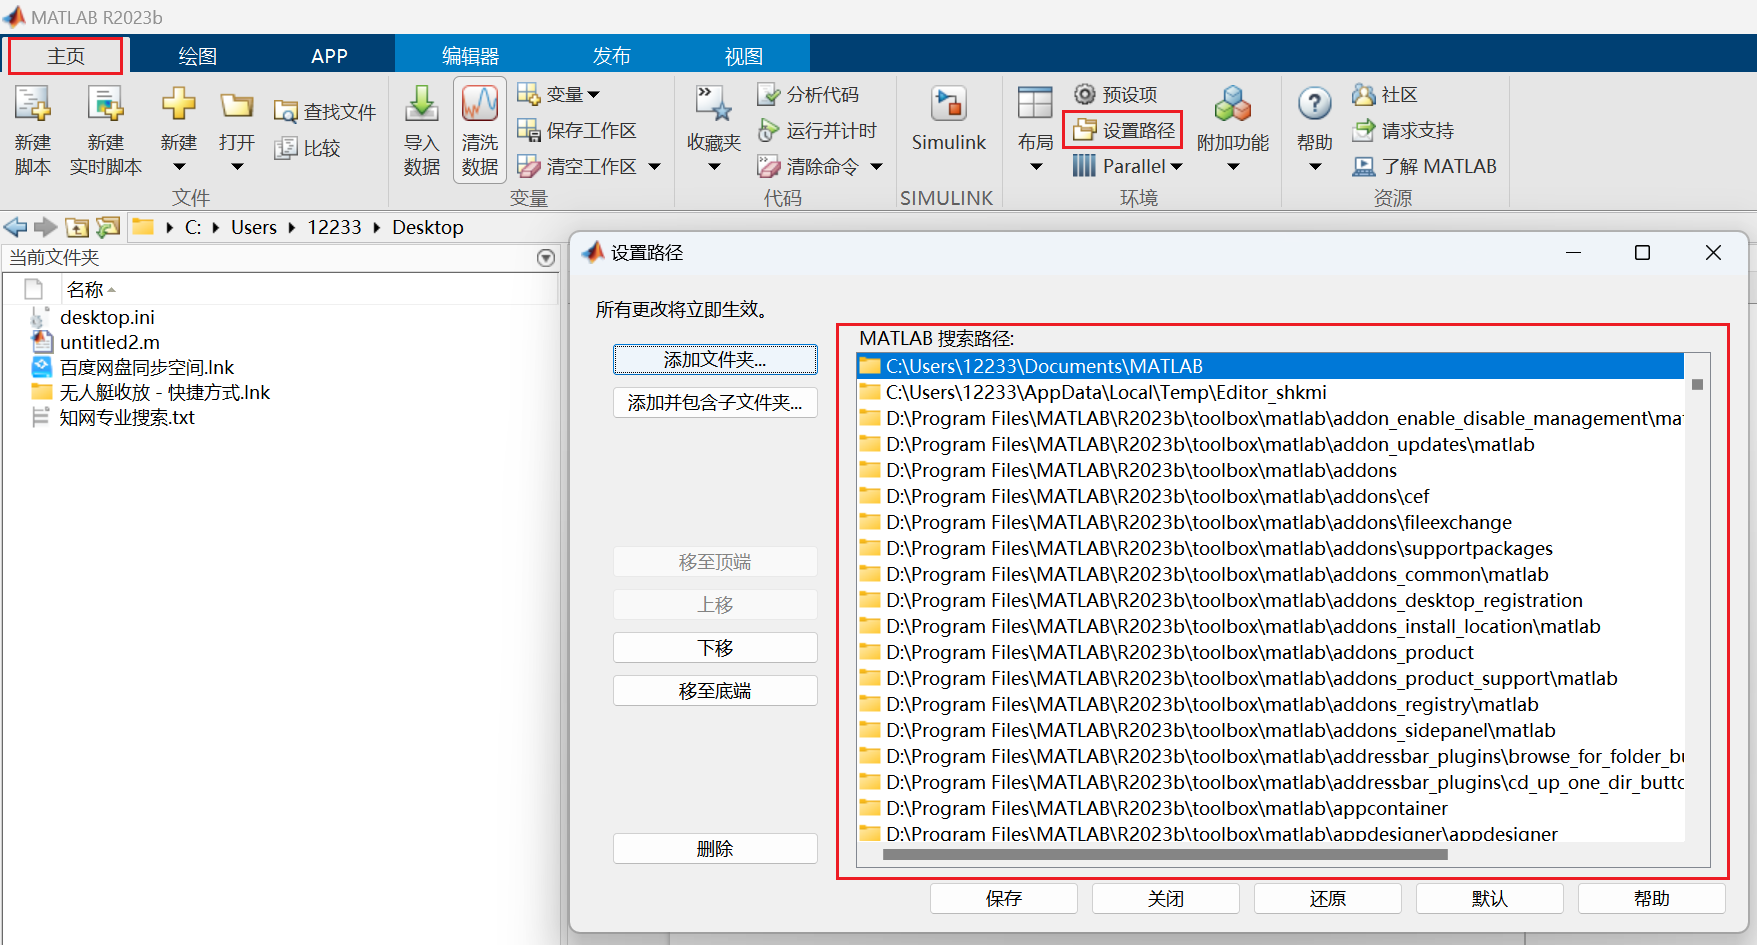 MATLAB R2023b
主页 绘图 APP 编辑器 发布 视图
新建
脚本
新建
实时脚本
新建
打开
查找文件
比较
文件
导入
数据
清洗
数据
变量
保存工作区
清空工作区
变量
收藏夹
分析代码
运行并计时
清除命令
代码
Simulink
SIMULINK
布局
预设项
设置路径
Parallel
附加功能
环境
帮助
社区
请求支持
了解 MATLAB
资源
C: Users 12233 Desktop
当前文件夹
名称
desktop.ini
untitled2.m
百度网盘同步空间.lnk
无人艇收放 - 快捷方式.lnk
知网专业搜索.txt
设置路径
所有更改将立即生效。
添加文件夹...
添加并包含子文件夹...
移至顶端
上移
下移
移至底端
删除
MATLAB 搜索路径:
C:\Users\12233\Documents\MATLAB
C:\Users\12233\AppData\Local\Temp\Editor_shkmi
D:\Program Files\MATLAB\R2023b\toolbox\matlab\addon_enable_disable_management\mat
D:\Program Files\MATLAB\R2023b\toolbox\matlab\addon_updates\matlab
D:\Program Files\MATLAB\R2023b\toolbox\matlab\addons
D:\Program Files\MATLAB\R2023b\toolbox\matlab\addons\cef
D:\Program Files\MATLAB\R2023b\toolbox\matlab\addons\fileexchange
D:\Program Files\MATLAB\R2023b\toolbox\matlab\addons\supportpackages
D:\Program Files\MATLAB\R2023b\toolbox\matlab\addons_common\matlab
D:\Program Files\MATLAB\R2023b\toolbox\matlab\addons_desktop_registration
D:\Program Files\MATLAB\R2023b\toolbox\matlab\addons_install_location\matlab
D:\Program Files\MATLAB\R2023b\toolbox\matlab\addons_product
D:\Program Files\MATLAB\R2023b\toolbox\matlab\addons_product_support\matlab
D:\Program Files\MATLAB\R2023b\toolbox\matlab\addons_registry\matlab
D:\Program Files\MATLAB\R2023b\toolbox\matlab\addons_sidepanel\matlab
D:\Program Files\MATLAB\R2023b\toolbox\matlab\addressbar_plugins\browse_for_folder_bu
D:\Program Files\MATLAB\R2023b\toolbox\matlab\addressbar_plugins\cd_up_one_dir_butto
D:\Program Files\MATLAB\R2023b\toolbox\matlab\appcontainer
D:\Program Files\MATLAB\R2023b\toolbox\matlab\appdesigner\appdesigner
保存 关闭 还原 默认 帮助